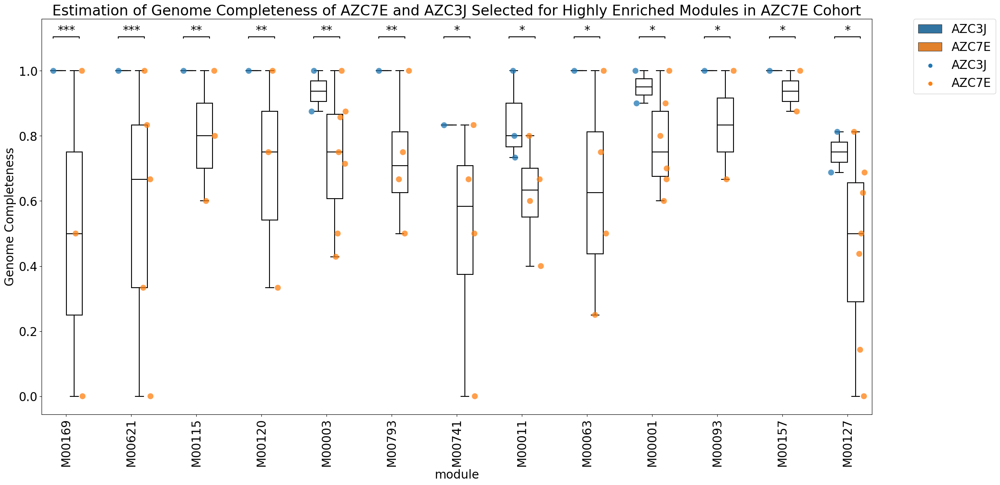 Estimation of Genome Completeness of AZC7E and AZC3J Selected for Highly Enriched Modules in AZC7E Cohort
*** *** ** ** ** ** * * * * * * *
AZC3J
AZC7E
AZC3J
AZC7E
Genome Completeness
1.0
0.8
0.6
0.4
0.2
0.0
M00169 M00621 M00115 M00120 M00003 M00793 M00741 M00011 M00063 M00001 M00093 M00157 M00127
module